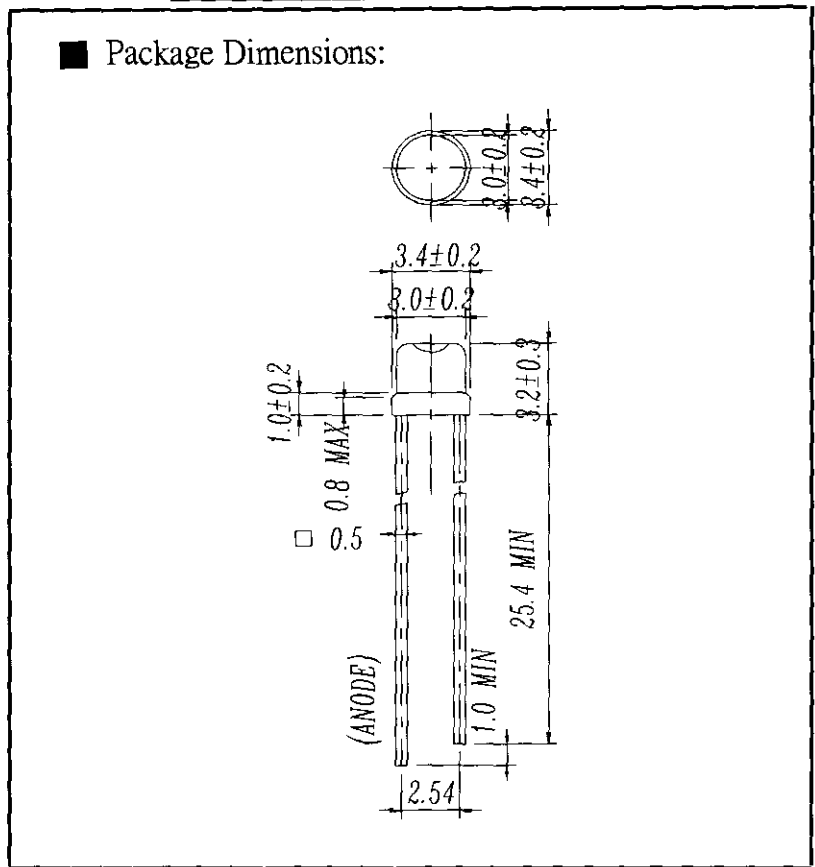 ■ Package Dimensions:
3.0±0.2
3.4±0.2
3.4±0.2
3.0±0.2
3.2±0.3
1.0±0.2
0.8 MAX
□ 0.5
25.4 MIN
(ANODE)
1.0 MIN
2.54